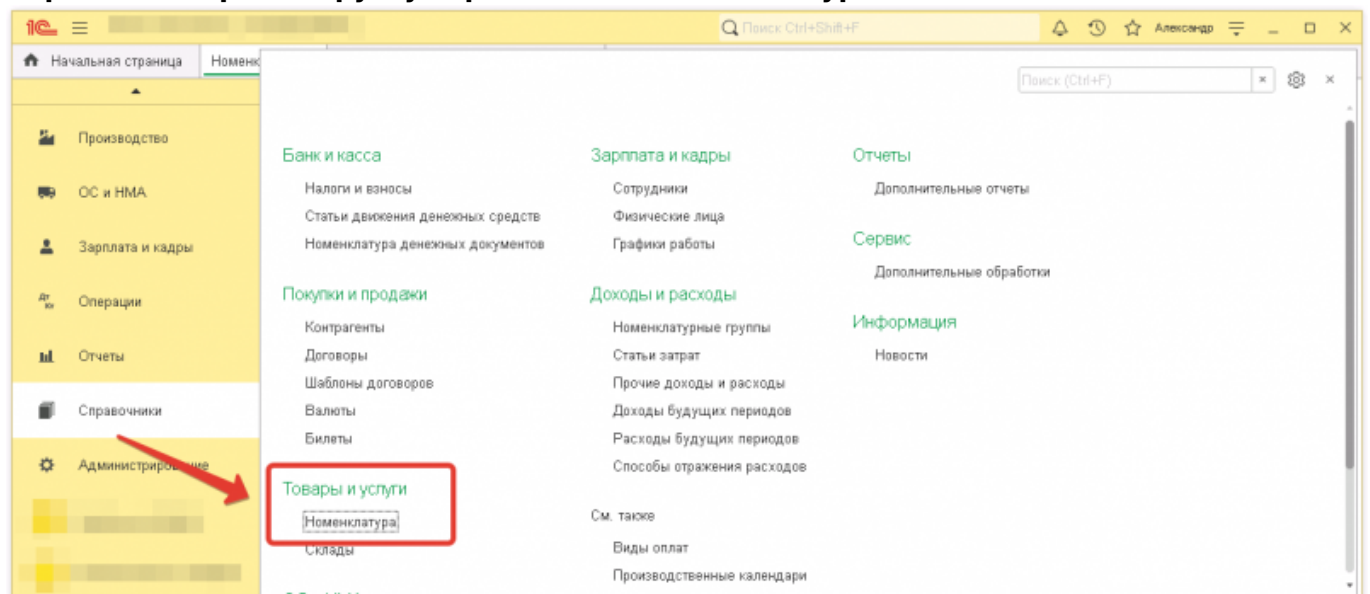 1С Поиск Ctrl+Shift+F Александр
Начальная страница Номенк
Поиск (Ctrl+F)
Производство
ОС и НМА
Зарплата и кадры
Дт Кт Операции
Отчеты
Справочники
Администрирование
Банк и касса
Налоги и взносы
Статьи движения денежных средств
Номенклатура денежных документов
Покупки и продажи
Контрагенты
Договоры
Шаблоны договоров
Валюты
Билеты
Товары и услуги
Номенклатура
Склады
Зарплата и кадры
Сотрудники
Физические лица
Графики работы
Доходы и расходы
Номенклатурные группы
Статьи затрат
Прочие доходы и расходы
Доходы будущих периодов
Расходы будущих периодов
Способы отражения расходов
См. также
Виды оплат
Производственные календари
Отчеты
Дополнительные отчеты
Сервис
Дополнительные обработки
Информация
Новости